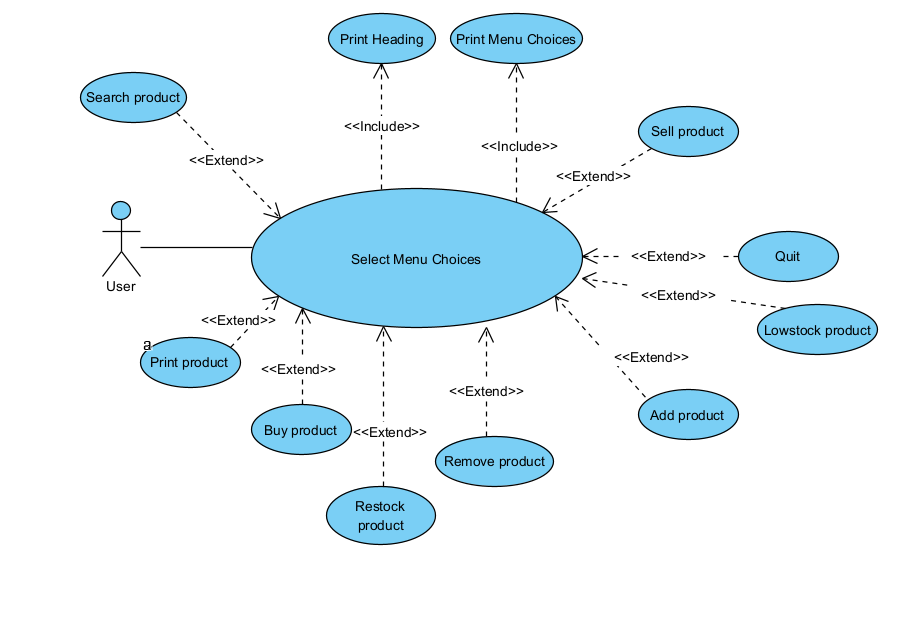 Print Heading
Print Menu Choices
Search product
<<Include>>
Sell product
<<Include>>
<<Extend>>
<<Extend>>
Select Menu Choices
<<Extend>>
Quit
User
<<Extend>>
<<Extend>>
Lowstock product
a
Print product
<<Extend>>
<<Extend>>
<<Extend>>
Add product
Buy product
<<Extend>>
Remove product
Restock
product